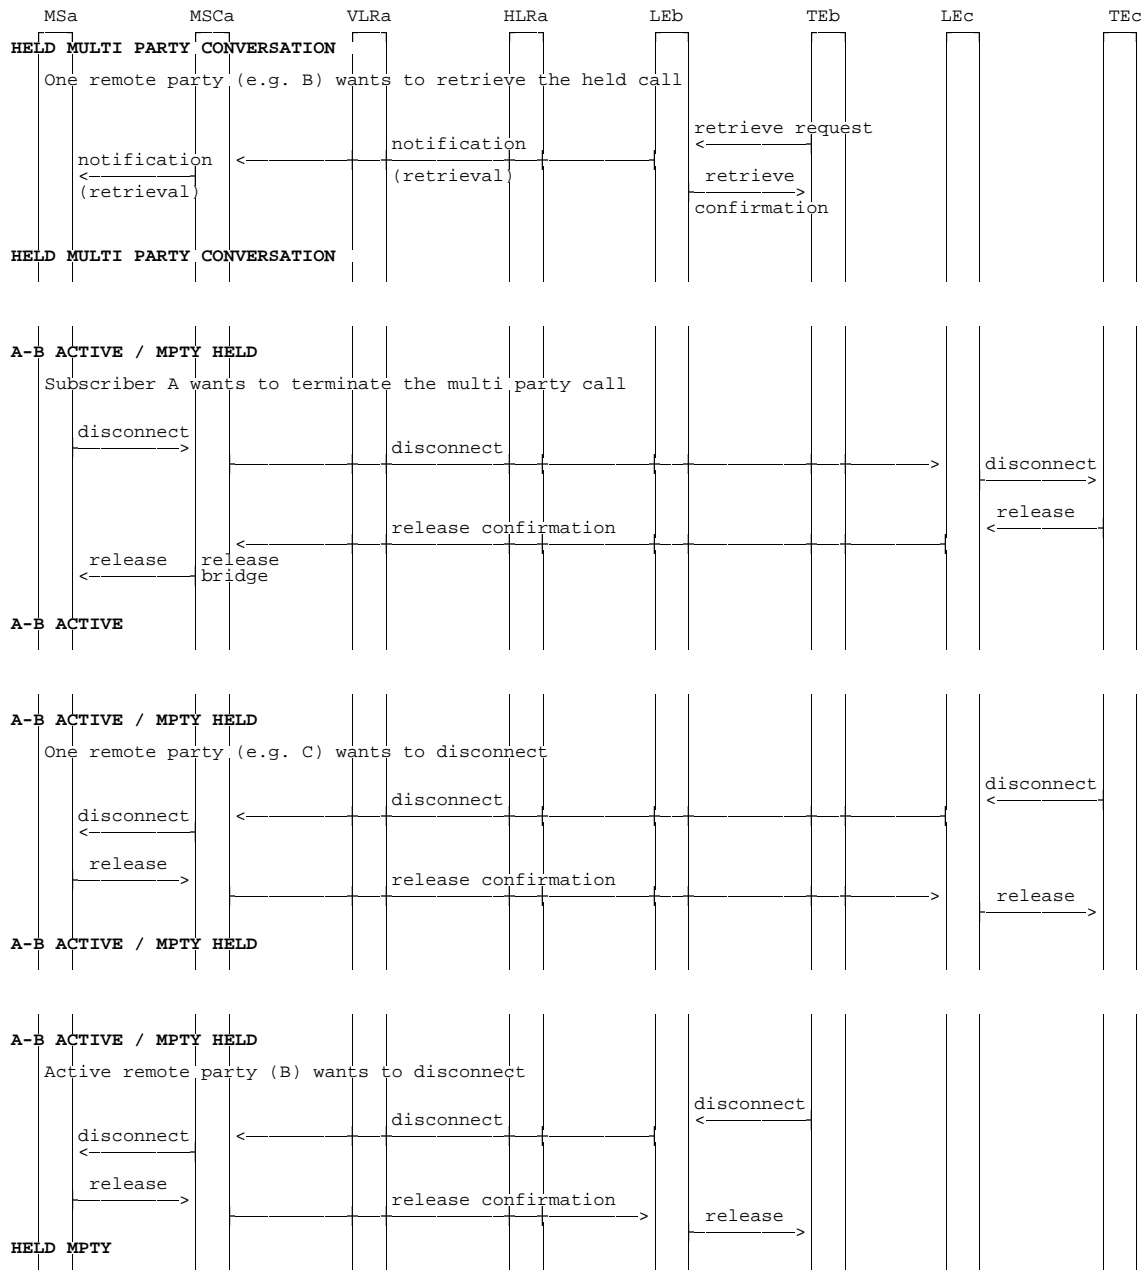 MSa MSCa VLRa HLRa LEb TEb LEc TEc
HELD MULTI PARTY CONVERSATION
One remote party (e.g. B) wants to retrieve the held call
retrieve request
notification
notification
(retrieval)
retrieve
(retrieval)
confirmation
HELD MULTI PARTY CONVERSATION
A-B ACTIVE / MPTY HELD
Subscriber A wants to terminate the multi party call
disconnect
disconnect
disconnect
release
release confirmation
release release
bridge
A-B ACTIVE
A-B ACTIVE / MPTY HELD
One remote party (e.g. C) wants to disconnect
disconnect
disconnect
disconnect
release
release confirmation
release
A-B ACTIVE / MPTY HELD
A-B ACTIVE / MPTY HELD
Active remote party (B) wants to disconnect
disconnect
disconnect
disconnect
release
release confirmation
release
HELD MPTY